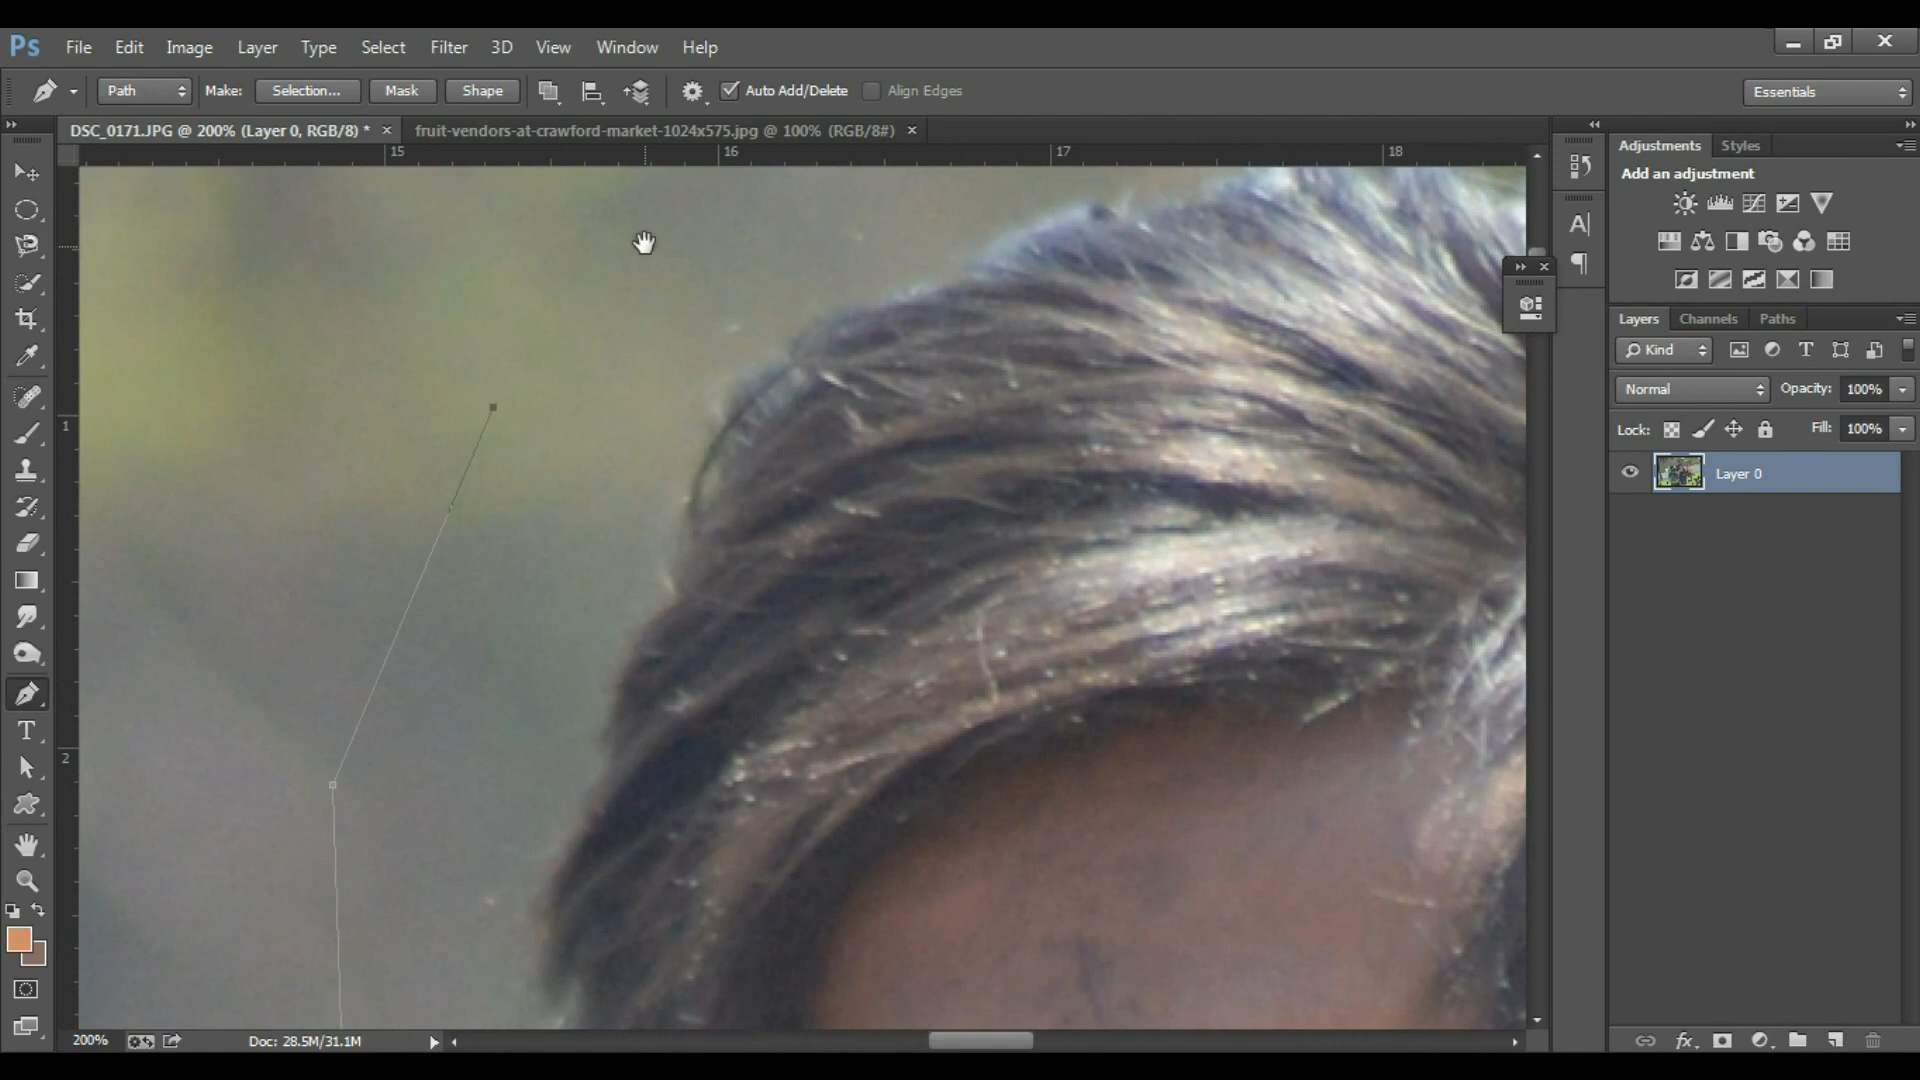 Ps File Edit Image Layer Type Select Filter 3D View Window Help
Path Make: Selection... Mask Shape Auto Add/Delete Align Edges Essentials
DSC_0171.JPG @ 200% (Layer 0, RGB/8) * × fruit-vendors-at-crawford-market-1024x575.jpg @ 100% (RGB/8#) ×
15 16 17 18
1
2
Adjustments Styles
Add an adjustment
Layers Channels Paths
Kind
Normal Opacity: 100%
Lock: Fill: 100%
Layer 0
200% Doc: 28.5M/31.1M